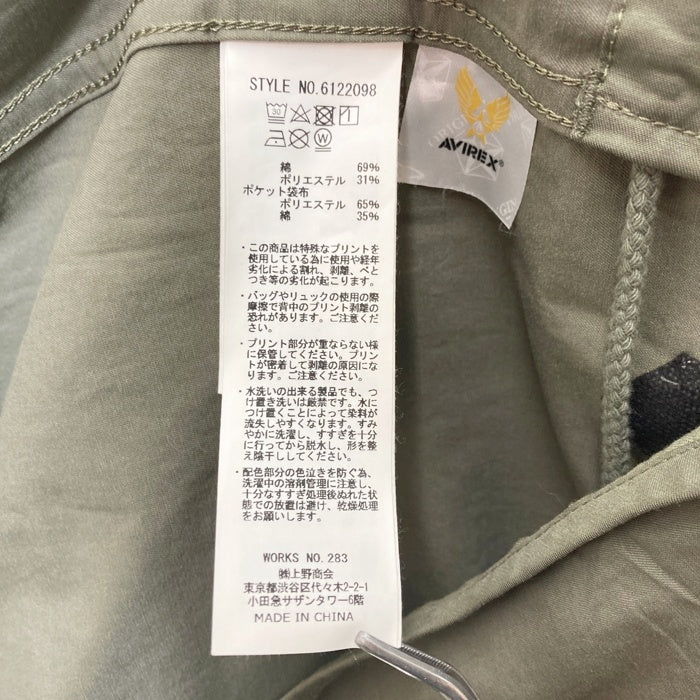 STYLE NO.6122098
30
W
綿 69%
ポリエステル 31%
ポケット袋布
ポリエステル 65%
綿 35%
・この商品は特殊なプリントを
使用している為に使用や経年
劣化による割れ、剥離、べと
つき等の劣化が起こります。
・バッグやリュックの使用の際
摩擦で背中のプリント剥離の
恐れがあります。ご注意くだ
さい。
・プリント部分が重ならない様
に保管してください。プリン
トが密着して剥離の原因にな
ります。ご注意ください。
・水洗いの出来る製品でも、つ
け置き洗いは厳禁です。水に
つけ置くことによって染料が
流失しやすくなります。すみ
やかに洗濯し、すすぎを十分
に行ってから脱水し、形を整
え陰干ししてください。
・配色部分の色泣きを防ぐ為、
洗濯中の溶剤管理に注意し、
十分なすすぎ処理後ぬれた状
態での放置は避け、乾燥処理
をお願いします。
WORKS NO.283
㈱上野商会
東京都渋谷区代々木2-2-1
小田急サザンタワー6階
MADE IN CHINA
AVIREX®